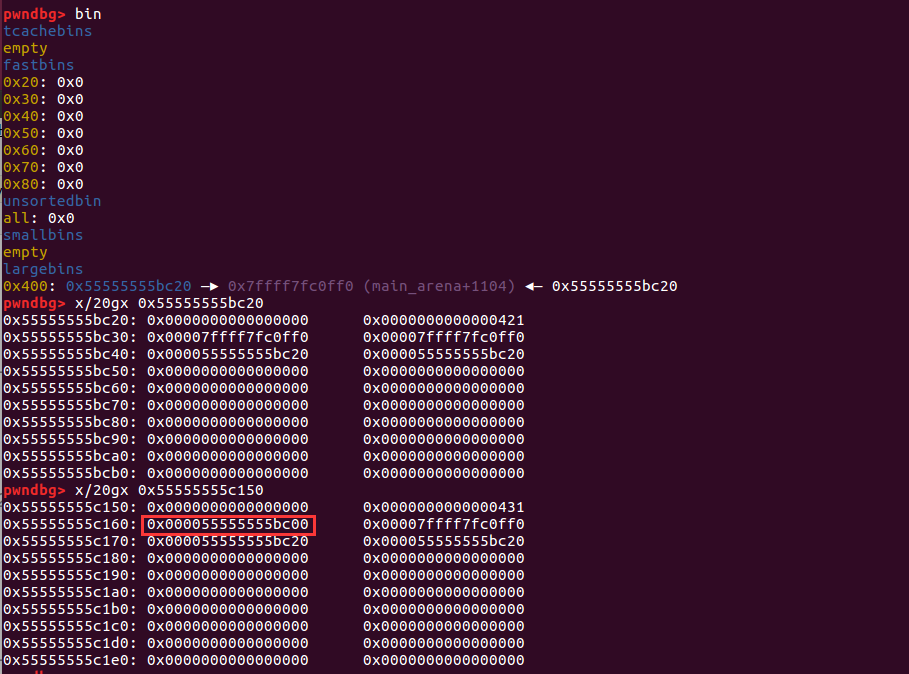 pwndbg> bin
tcachebins
empty
fastbins
0x20: 0x0
0x30: 0x0
0x40: 0x0
0x50: 0x0
0x60: 0x0
0x70: 0x0
0x80: 0x0
unsortedbin
all: 0x0
smallbins
empty
largebins
0x400: 0x55555555bc20 —▸ 0x7ffff7fc0ff0 (main_arena+1104) ◂— 0x55555555bc20
pwndbg> x/20gx 0x55555555bc20
0x55555555bc20: 0x0000000000000000 0x0000000000000421
0x55555555bc30: 0x00007ffff7fc0ff0 0x00007ffff7fc0ff0
0x55555555bc40: 0x000055555555bc20 0x000055555555bc20
0x55555555bc50: 0x0000000000000000 0x0000000000000000
0x55555555bc60: 0x0000000000000000 0x0000000000000000
0x55555555bc70: 0x0000000000000000 0x0000000000000000
0x55555555bc80: 0x0000000000000000 0x0000000000000000
0x55555555bc90: 0x0000000000000000 0x0000000000000000
0x55555555bca0: 0x0000000000000000 0x0000000000000000
0x55555555bcb0: 0x0000000000000000 0x0000000000000000
pwndbg> x/20gx 0x55555555c150
0x55555555c150: 0x0000000000000000 0x0000000000000431
0x55555555c160: 0x000055555555bc00 0x00007ffff7fc0ff0
0x55555555c170: 0x000055555555bc20 0x000055555555bc20
0x55555555c180: 0x0000000000000000 0x0000000000000000
0x55555555c190: 0x0000000000000000 0x0000000000000000
0x55555555c1a0: 0x0000000000000000 0x0000000000000000
0x55555555c1b0: 0x0000000000000000 0x0000000000000000
0x55555555c1c0: 0x0000000000000000 0x0000000000000000
0x55555555c1d0: 0x0000000000000000 0x0000000000000000
0x55555555c1e0: 0x0000000000000000 0x0000000000000000